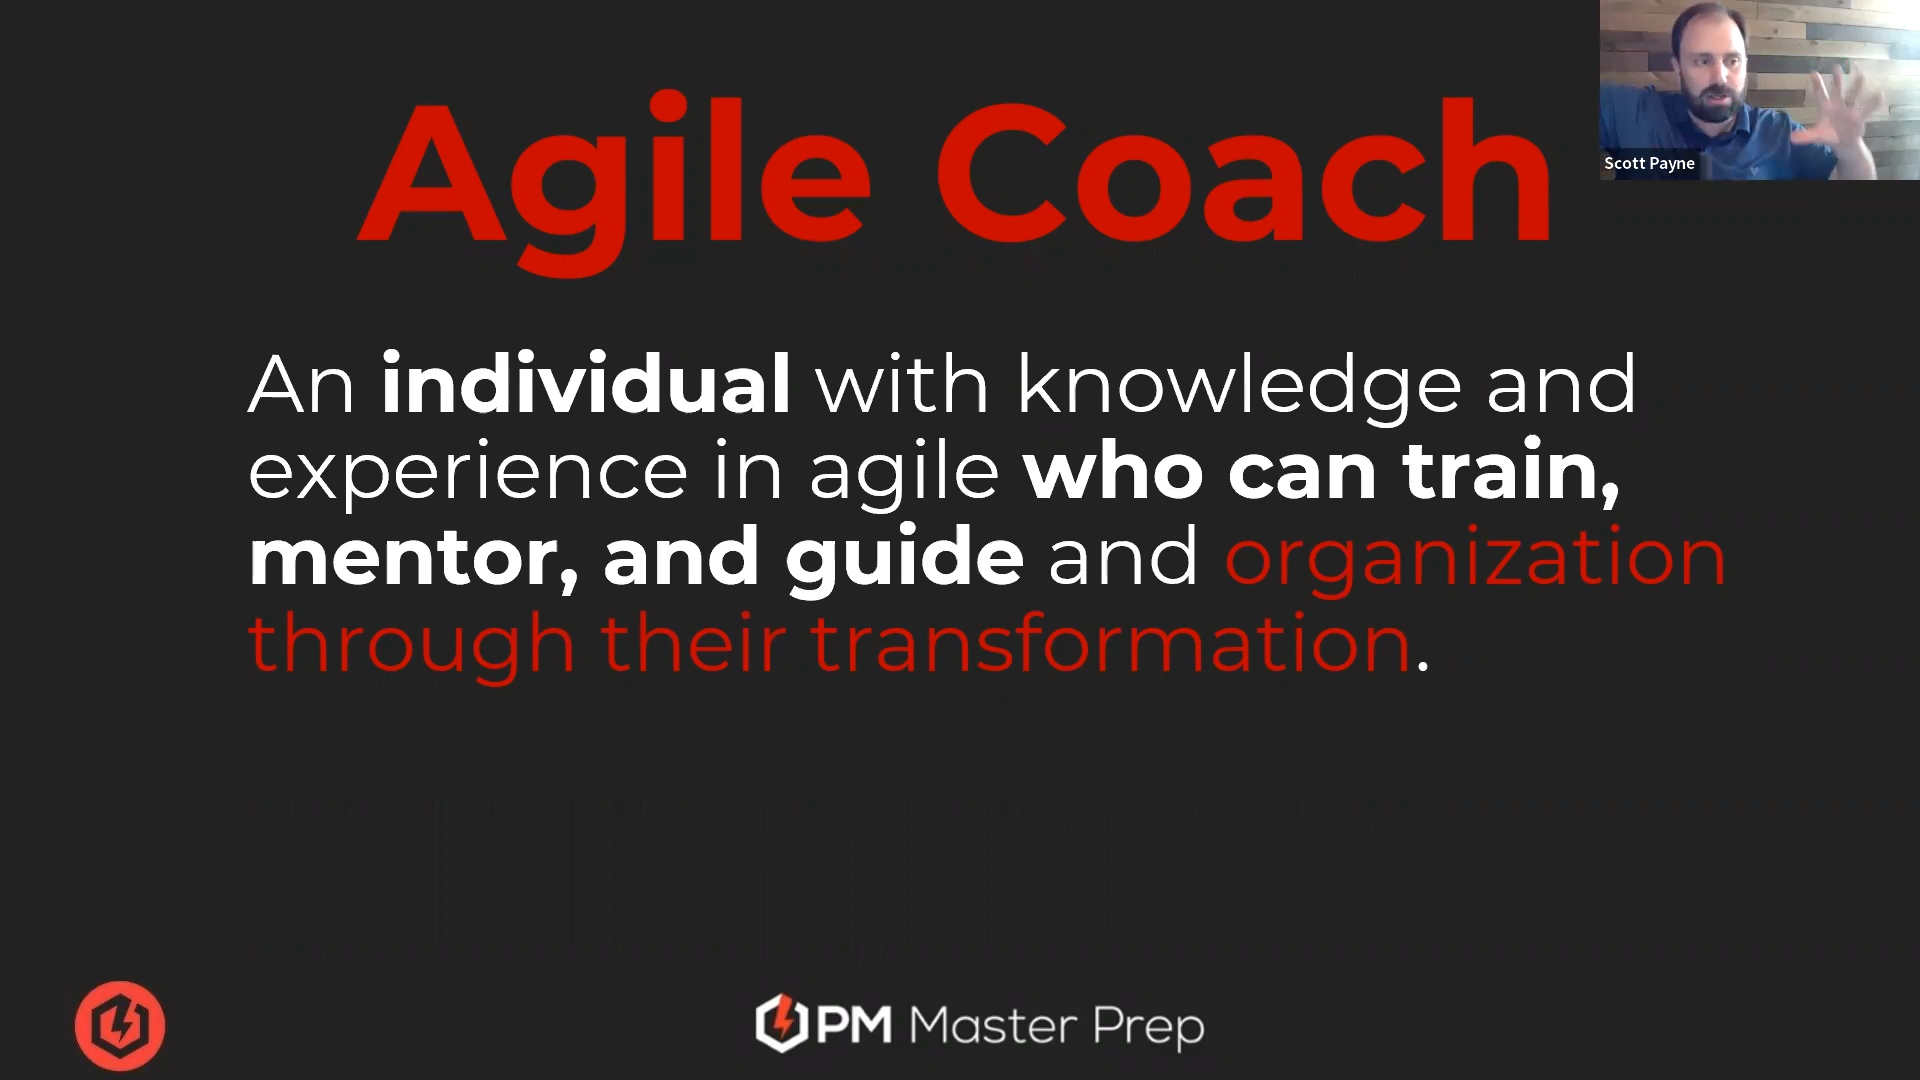 Agile Coach
Scott Payne
An individual with knowledge and
experience in agile who can train,
mentor, and guide and organization
through their transformation.
PM Master Prep